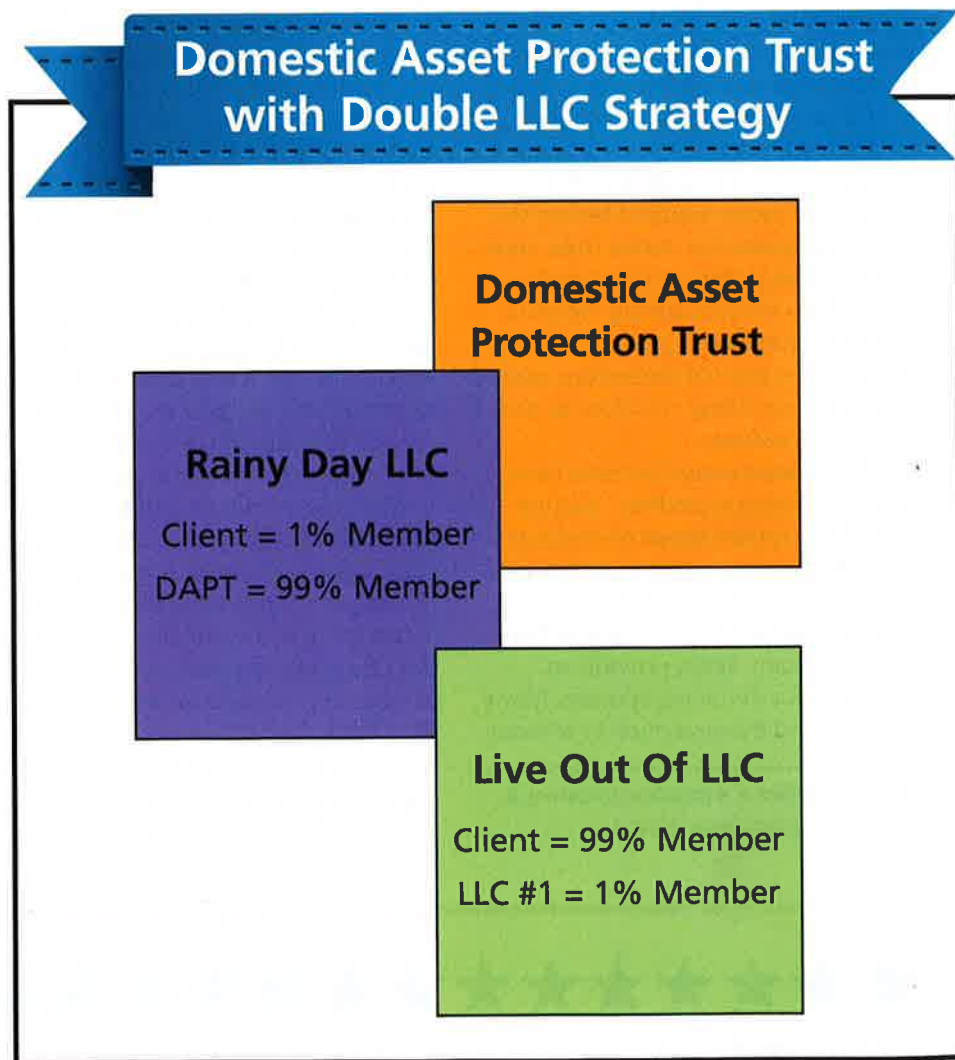 Domestic Asset Protection Trust
with Double LLC Strategy
Domestic Asset
Protection Trust
Rainy Day LLC
Client = 1% Member
DAPT = 99% Member
Live Out Of LLC
Client = 99% Member
LLC #1 = 1% Member